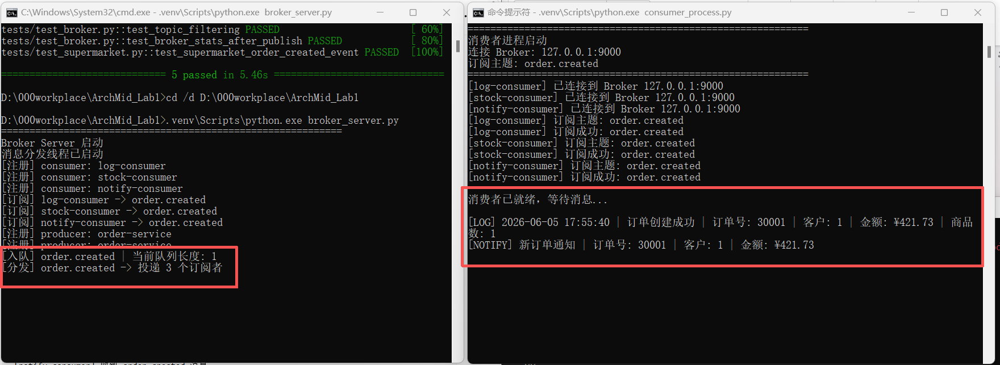 C:\Windows\System32\cmd.exe - .venv\Scripts\python.exe  broker_server.py
tests/test_broker.py::test_topic_filtering PASSED [ 60%]
tests/test_broker.py::test_broker_stats_after_publish PASSED [ 80%]
tests/test_supermarket.py::test_supermarket_order_created_event PASSED [100%]
============================= 5 passed in 5.46s ==============================
D:\000workplace\ArchMid_Lab1>cd /d D:\000workplace\ArchMid_Lab1
D:\000workplace\ArchMid_Lab1>.venv\Scripts\python.exe broker_server.py
============================================================
Broker Server 启动
消息分发线程已启动
[注册] consumer: log-consumer
[注册] consumer: stock-consumer
[注册] consumer: notify-consumer
[订阅] log-consumer -> order.created
[订阅] stock-consumer -> order.created
[订阅] notify-consumer -> order.created
[注册] producer: order-service
[注册] producer: order-service
[入队] order.created | 当前队列长度: 1
[分发] order.created -> 投递 3 个订阅者
命令提示符 - .venv\Scripts\python.exe  consumer_process.py
============================================================
消费者进程启动
连接 Broker: 127.0.0.1:9000
订阅主题: order.created
============================================================
[log-consumer] 已连接到 Broker 127.0.0.1:9000
[stock-consumer] 已连接到 Broker 127.0.0.1:9000
[notify-consumer] 已连接到 Broker 127.0.0.1:9000
[log-consumer] 订阅主题: order.created
[log-consumer] 订阅成功: order.created
[stock-consumer] 订阅主题: order.created
[stock-consumer] 订阅成功: order.created
[notify-consumer] 订阅主题: order.created
[notify-consumer] 订阅成功: order.created
消费者已就绪，等待消息...
[LOG] 2026-06-05 17:55:40 | 订单创建成功 | 订单号: 30001 | 客户: 1 | 金额: ¥421.73 | 商品
数: 1
[NOTIFY] 新订单通知 | 订单号: 30001 | 客户: 1 | 金额: ¥421.73